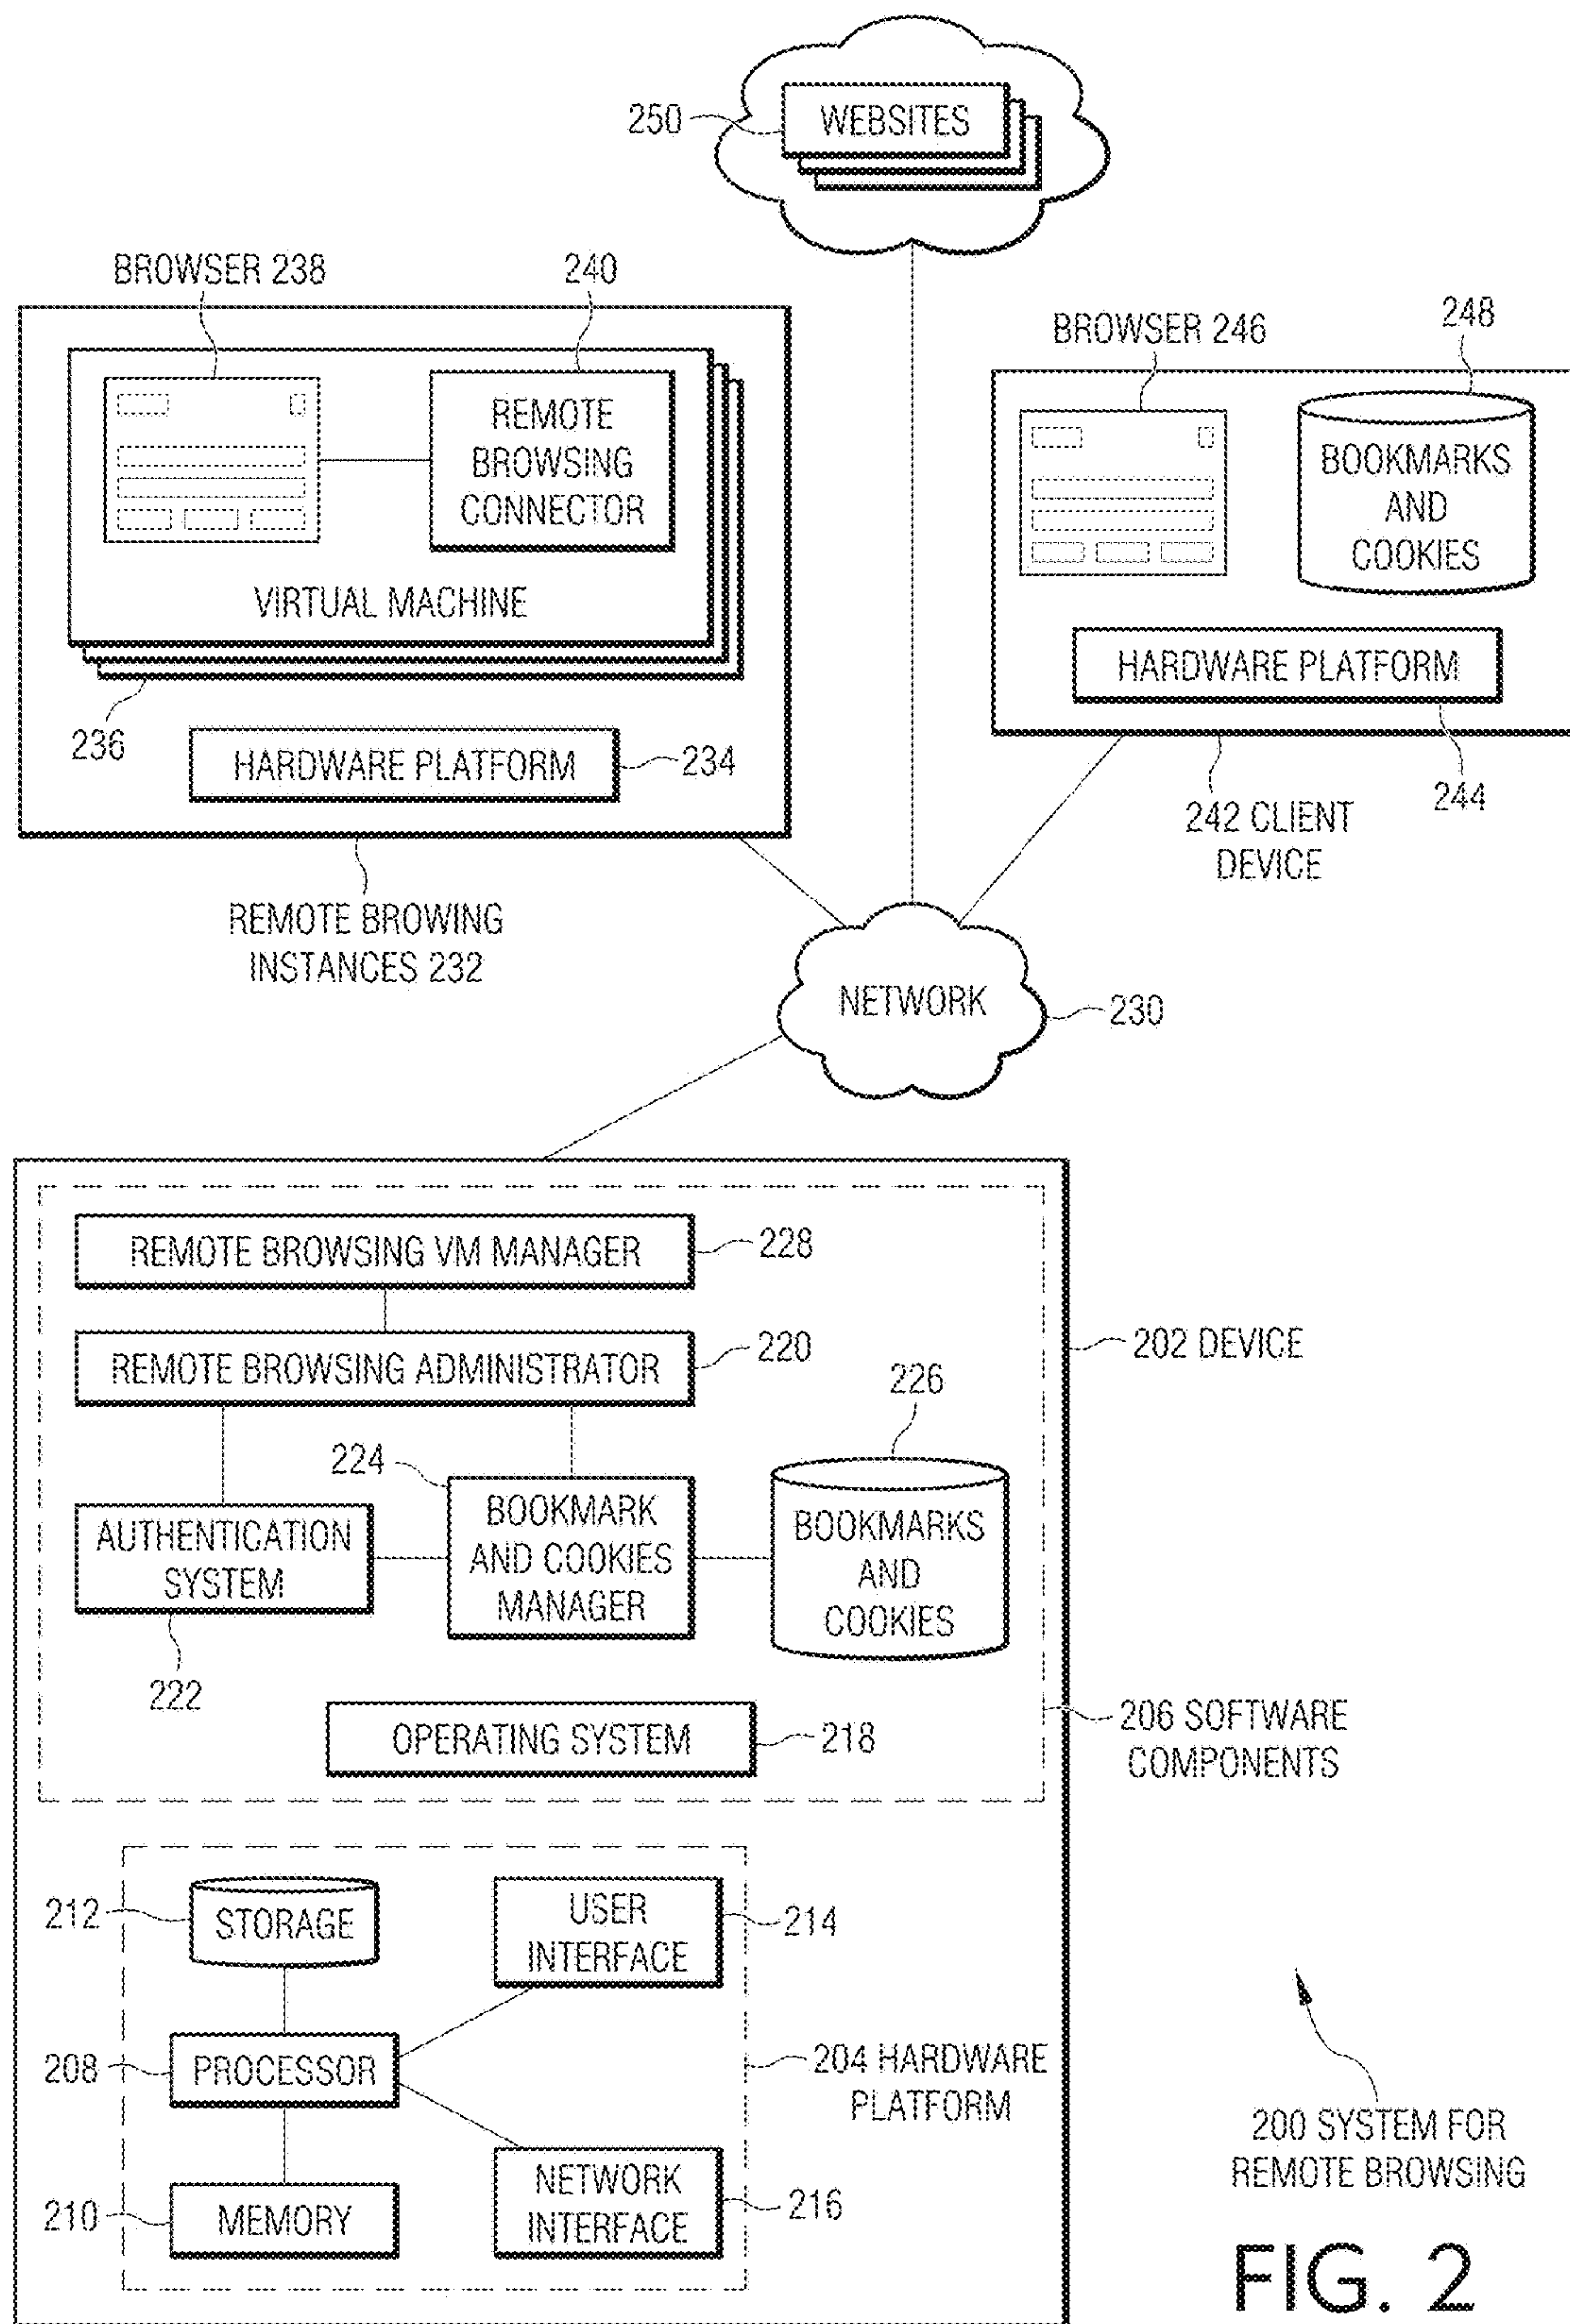 250
WEBSITES
BROWSER 238
240
REMOTE
BROWSING
CONNECTOR
VIRTUAL MACHINE
236
HARDWARE PLATFORM
234
REMOTE BROWING
INSTANCES 232
BROWSER 246
248
BOOKMARKS
AND
COOKIES
HARDWARE PLATFORM
244
242 CLIENT
DEVICE
NETWORK
230
REMOTE BROWSING VM MANAGER
228
REMOTE BROWSING ADMINISTRATOR
220
202 DEVICE
224
226
AUTHENTICATION
SYSTEM
222
BOOKMARK
AND COOKIES
MANAGER
BOOKMARKS
AND
COOKIES
OPERATING SYSTEM
218
206 SOFTWARE
COMPONENTS
212
STORAGE
USER
INTERFACE
214
208
PROCESSOR
204 HARDWARE
PLATFORM
210
MEMORY
NETWORK
INTERFACE
216
200 SYSTEM FOR
REMOTE BROWSING
FIG. 2